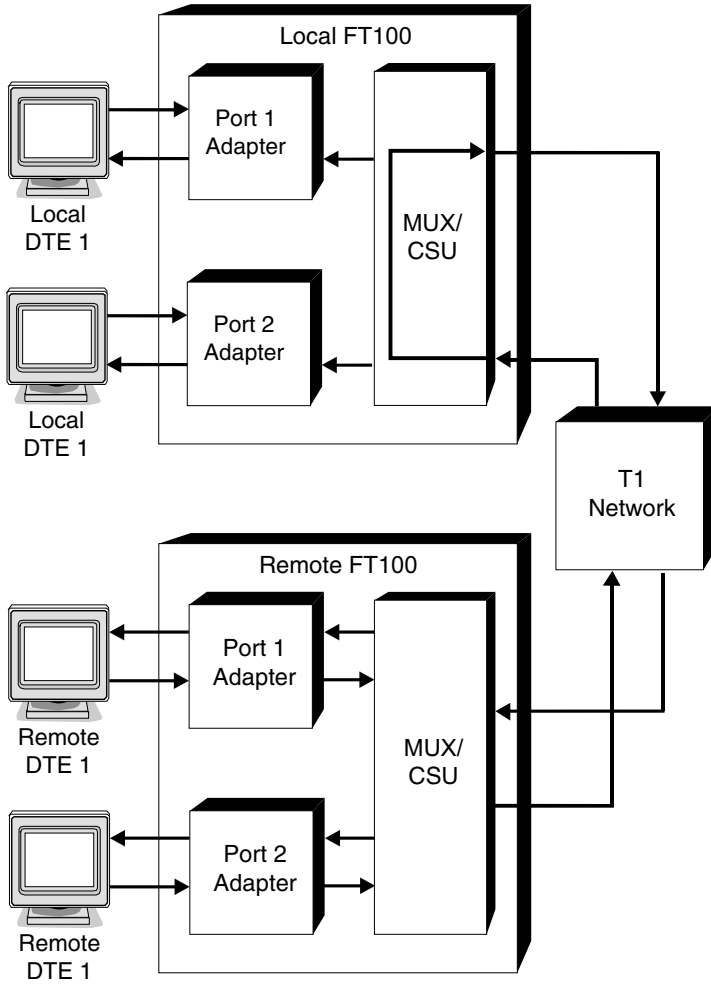 Local FT100
Port 1
Adapter
MUX/
CSU
Local
DTE 1
Port 2
Adapter
Local
DTE 1
T1
Network
Remote FT100
Port 1
Adapter
MUX/
CSU
Remote
DTE 1
Port 2
Adapter
Remote
DTE 1